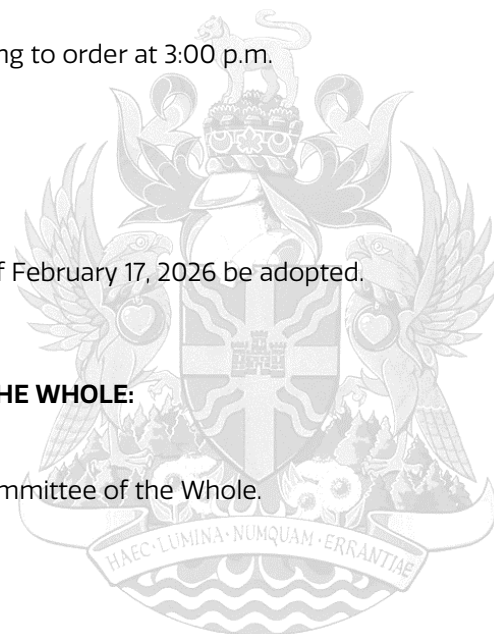 ng to order at 3:00 p.m.
f February 17, 2026 be adopted.
HE WHOLE:
mmittee of the Whole.
HAEC · LUMINA · NUMQUAM · ERRANTIAE